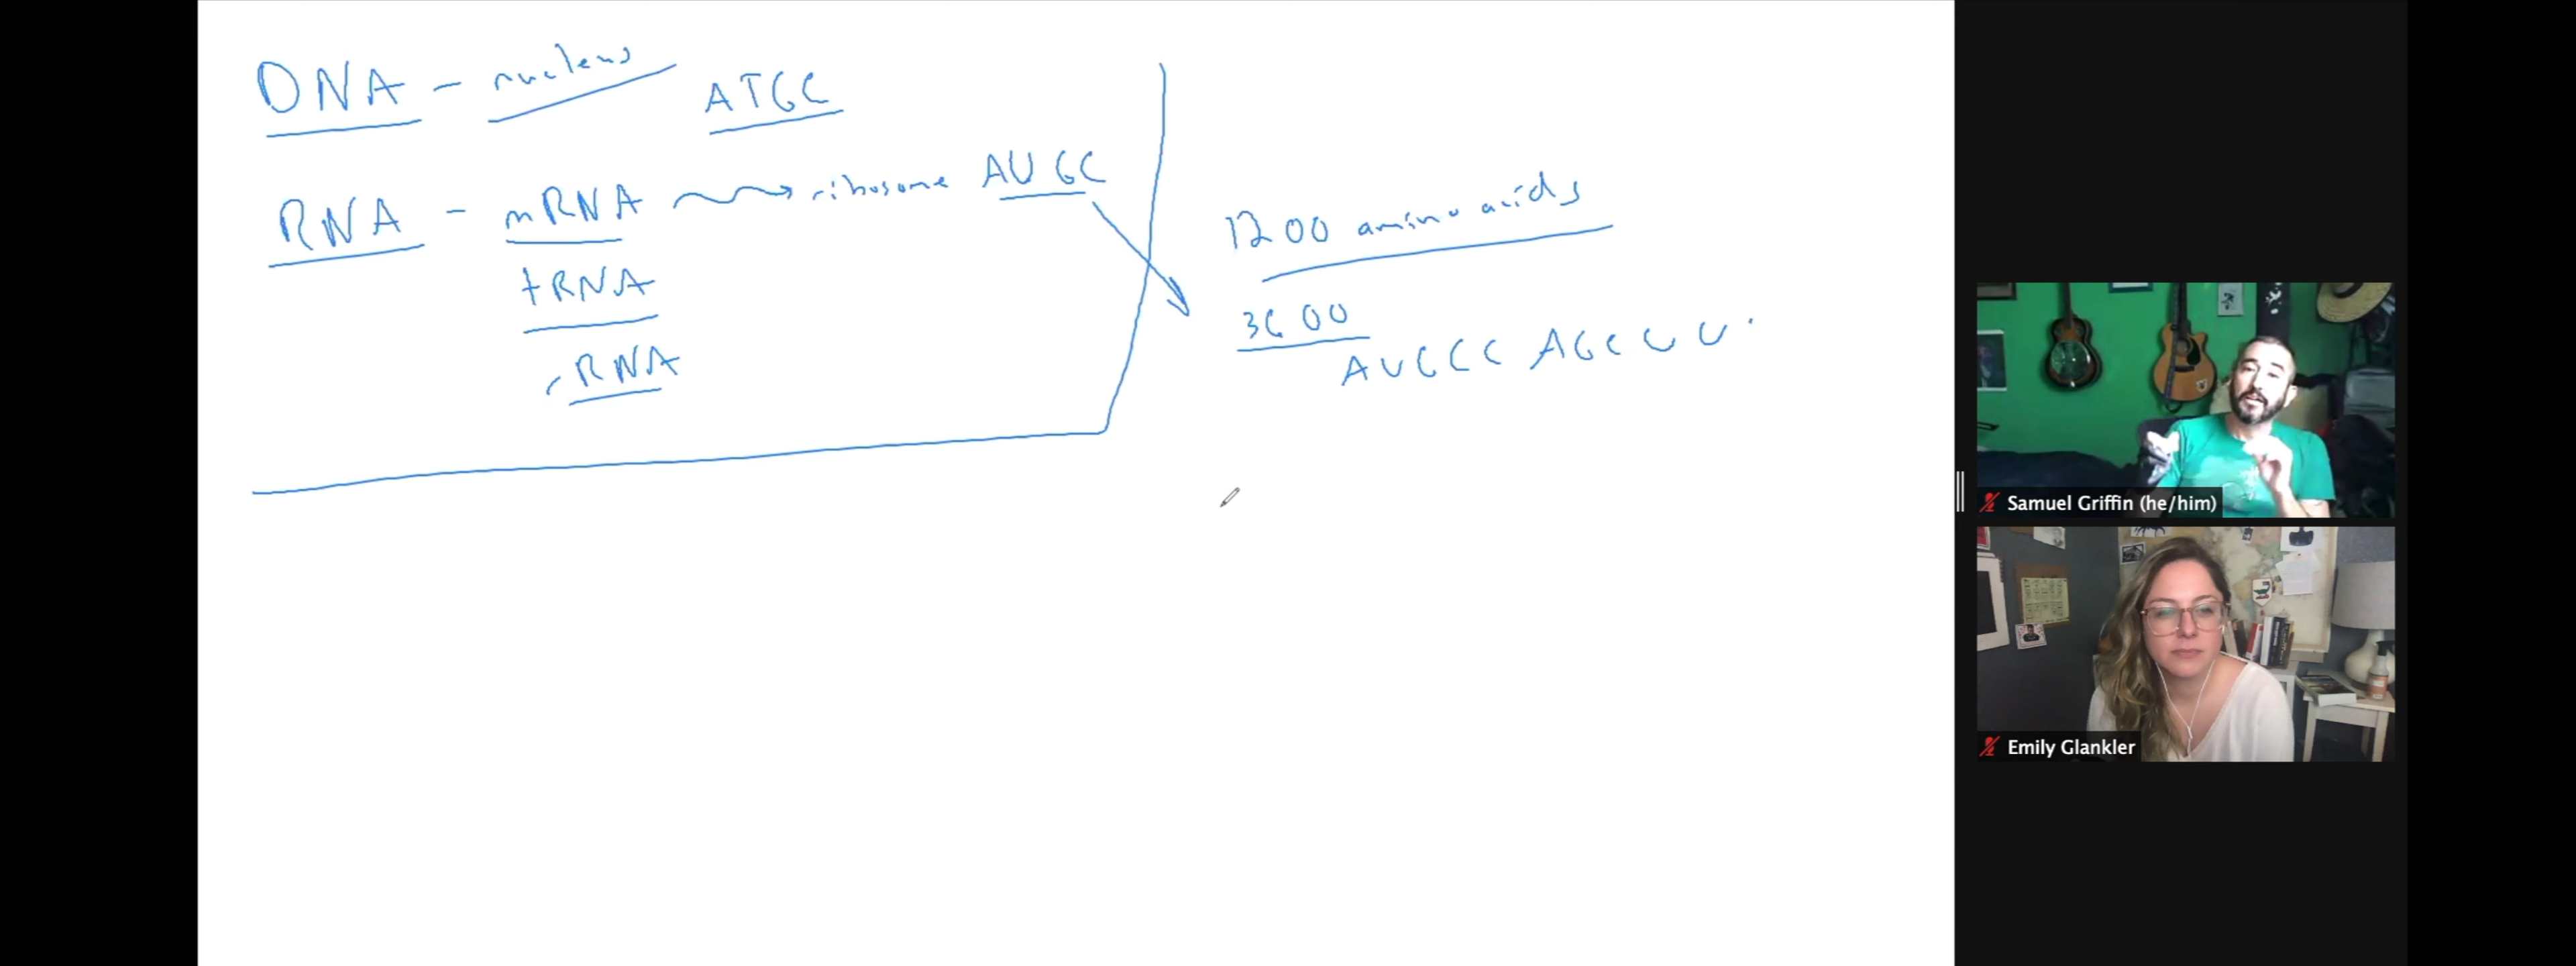 DNA - nucleus ATGC
RNA - mRNA ribosome AUGC
tRNA
rRNA
1200 amino acids
3600
AUGCC AGCUU
Samuel Griffin (he/him)
Emily Glankler